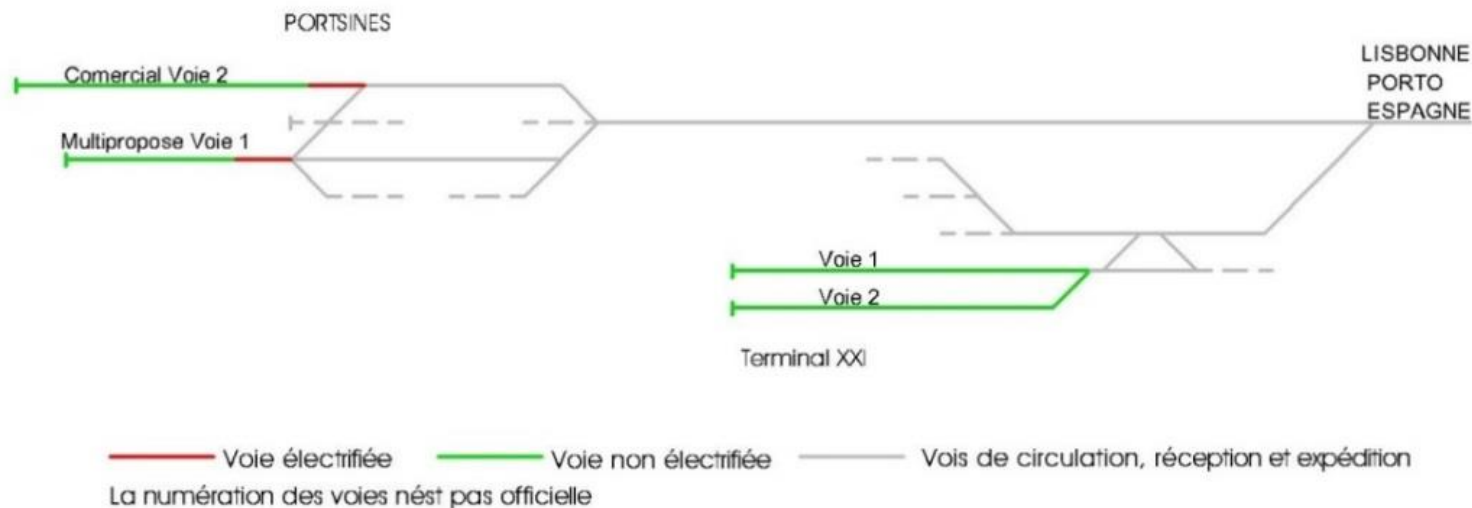 PORTSINES
LISBONNE
PORTO
ESPAGNE
Comercial Voie 2
Multipropose Voie 1
Voie 1
Voie 2
Terminal XXI
Voie électrifiée
Voie non électrifiée
Vois de circulation, réception et expédition
La numération des voies nést pas officielle